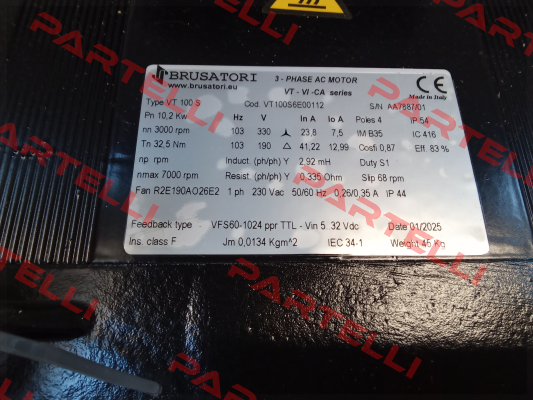 BRUSATORI
www.brusatori.eu
3 - PHASE AC MOTOR
VT - VI -CA series
CE
Made in Italy
Type VT 100 S Cod. VT100S6E00112 S/N AA7887/01
Pn 10,2 Kw Hz V In A Io A Poles 4 IP 54
nn 3000 rpm 103 330 23,8 7,5 IM B35 IC 416
Tn 32,5 Nm 103 190 △ 41,22 12,99 Cosfi 0,87 Eff. 83 %
np rpm Induct. (ph/ph) Y 2,92 mH Duty S1
nmax 7000 rpm Resist. (ph/ph) Y 0,335 Ohm Slip 68 rpm
Fan R2E190AO26E2 1 ph 230 Vac 50/60 Hz 0,26/0,35 A IP 44
Feedback type VFS60-1024 ppr TTL - Vin 5..32 Vdc Date 01/2025
Ins. class F Jm 0,0134 Kgm^2 IEC 34-1 Weight 45 Kg
PARTELLI
PARTELLI
PARTELLI
PARTELLI
PARTELLI